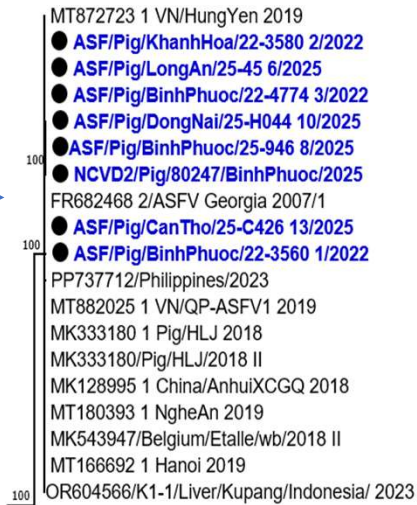 MT872723 1 VN/HungYen 2019
ASF/Pig/KhanhHoa/22-3580 2/2022
ASF/Pig/LongAn/25-45 6/2025
ASF/Pig/BinhPhuoc/22-4774 3/2022
ASF/Pig/DongNai/25-H044 10/2025
ASF/Pig/BinhPhuoc/25-946 8/2025
100
NCVD2/Pig/80247/BinhPhuoc/2025
FR682468 2/ASFV Georgia 2007/1
ASF/Pig/CanTho/25-C426 13/2025
100
ASF/Pig/BinhPhuoc/22-3560 1/2022
PP737712/Philippines/2023
MT882025 1 VN/QP-ASFV1 2019
MK333180 1 Pig/HLJ 2018
MK333180/Pig/HLJ/2018 II
MK128995 1 China/AnhuiXCGQ 2018
MT180393 1 NgheAn 2019
MK543947/Belgium/Etalle/wb/2018 II
MT166692 1 Hanoi 2019
100
OR604566/K1-1/Liver/Kupang/Indonesia/ 2023